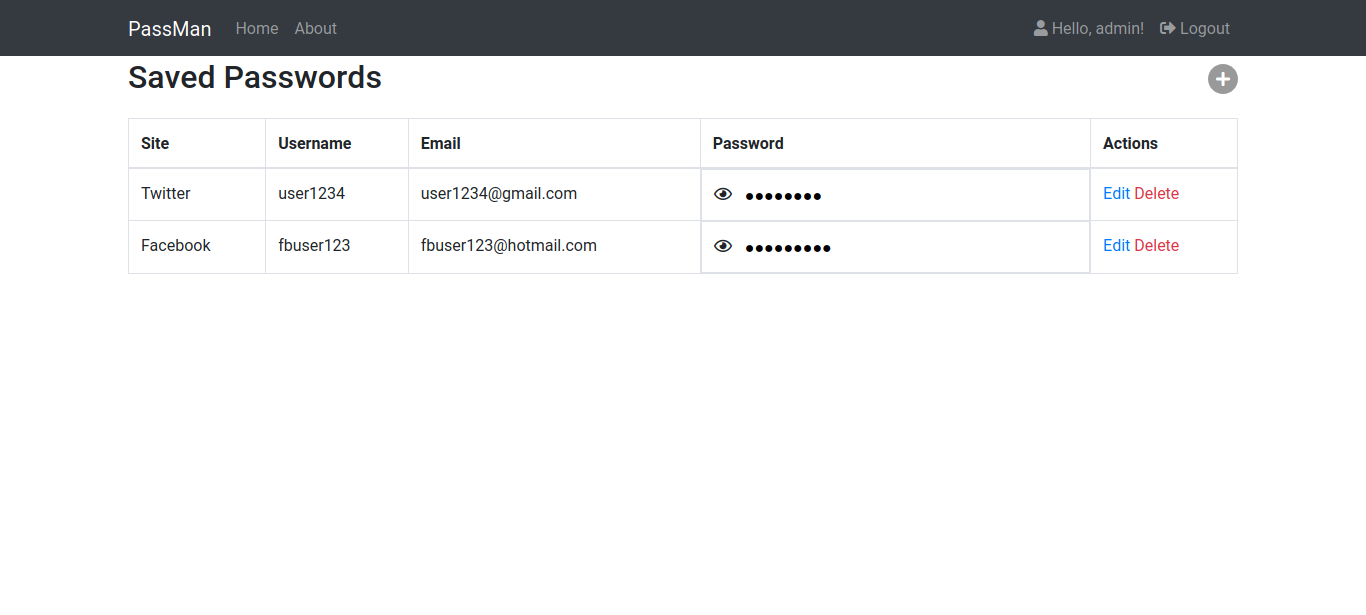 PassMan Home About Hello, admin! Logout
Saved Passwords
Site Username Email Password Actions
Twitter user1234 user1234@gmail.com ●●●●●●●● Edit Delete
Facebook fbuser123 fbuser123@hotmail.com ●●●●●●●●● Edit Delete